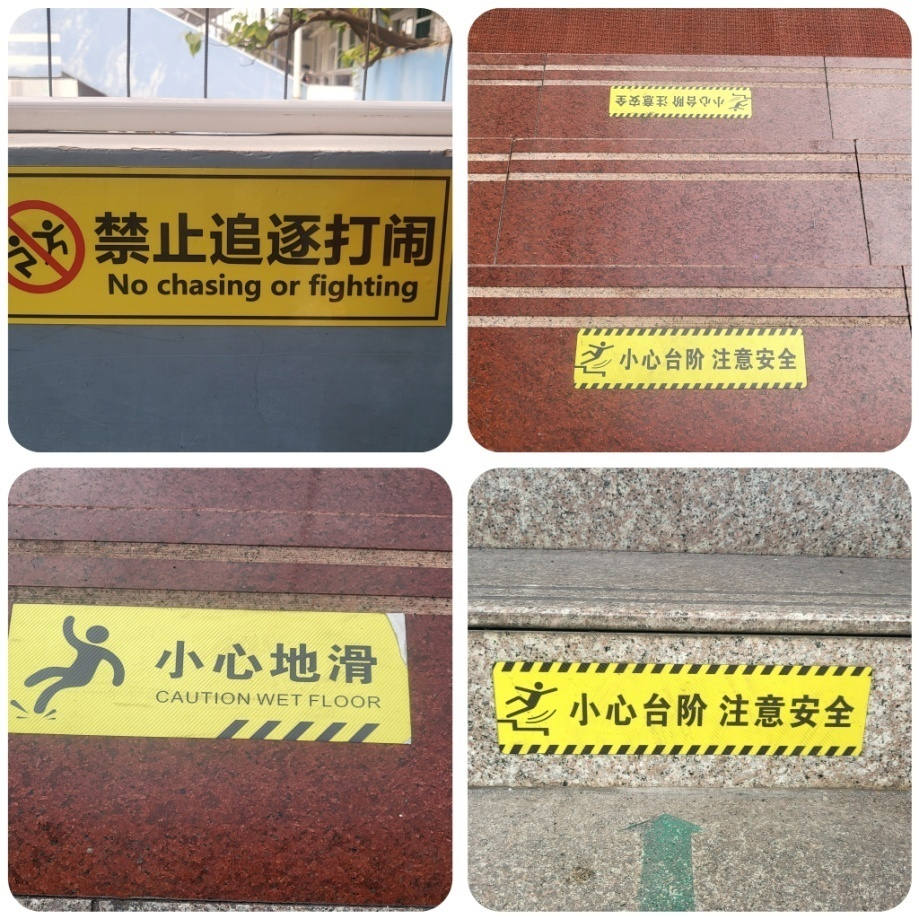 禁止追逐打闹
No chasing or fighting
小心台阶 注意安全
小心台阶 注意安全
小心地滑
CAUTION WET FLOOR
小心台阶 注意安全